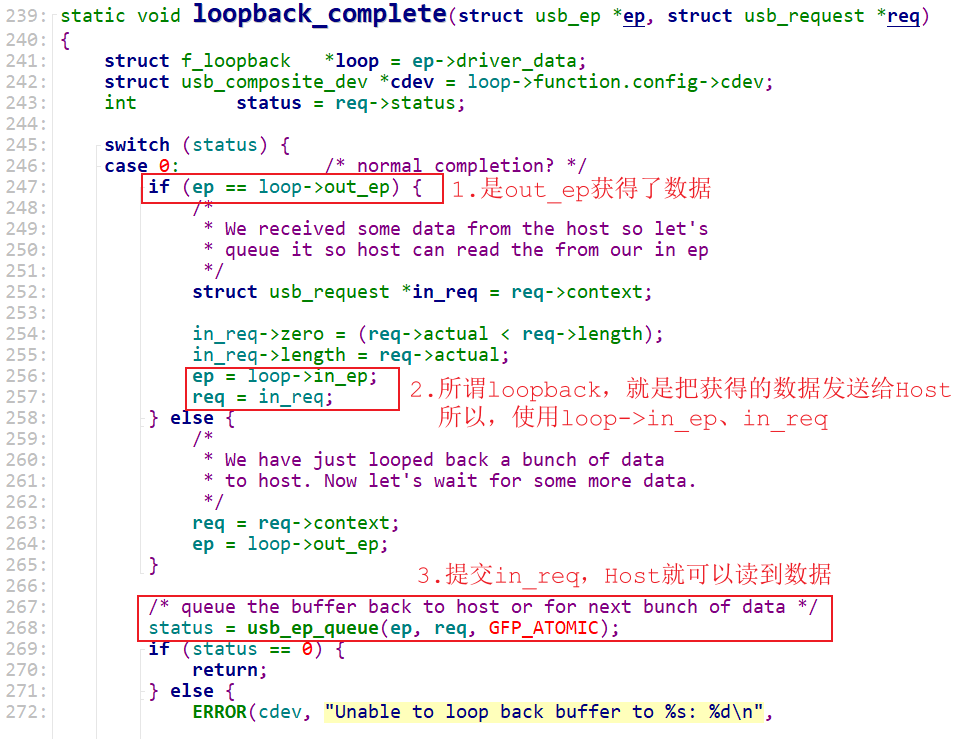 239: static void loopback_complete(struct usb_ep *ep, struct usb_request *req)
240: {
241:     struct f_loopback   *loop = ep->driver_data;
242:     struct usb_composite_dev *cdev = loop->function.config->cdev;
243:     int         status = req->status;
244:
245:     switch (status) {
246:     case 0:             /* normal completion? */
247:         if (ep == loop->out_ep) { 1.是out_ep获得了数据
248:             /*
249:              * We received some data from the host so let's
250:              * queue it so host can read the from our in ep
251:              */
252:             struct usb_request *in_req = req->context;
253:
254:             in_req->zero = (req->actual < req->length);
255:             in_req->length = req->actual;
256:             ep = loop->in_ep; 2.所谓loopback，就是把获得的数据发送给Host
257:             req = in_req; 所以，使用loop->in_ep、in_req
258:         } else {
259:             /*
260:              * We have just looped back a bunch of data
261:              * to host. Now let's wait for some more data.
262:              */
263:             req = req->context;
264:             ep = loop->out_ep;
265:         }
3.提交in_req，Host就可以读到数据
266:
267:         /* queue the buffer back to host or for next bunch of data */
268:         status = usb_ep_queue(ep, req, GFP_ATOMIC);
269:         if (status == 0) {
270:             return;
271:         } else {
272:             ERROR(cdev, "Unable to loop back buffer to %s: %d\n",